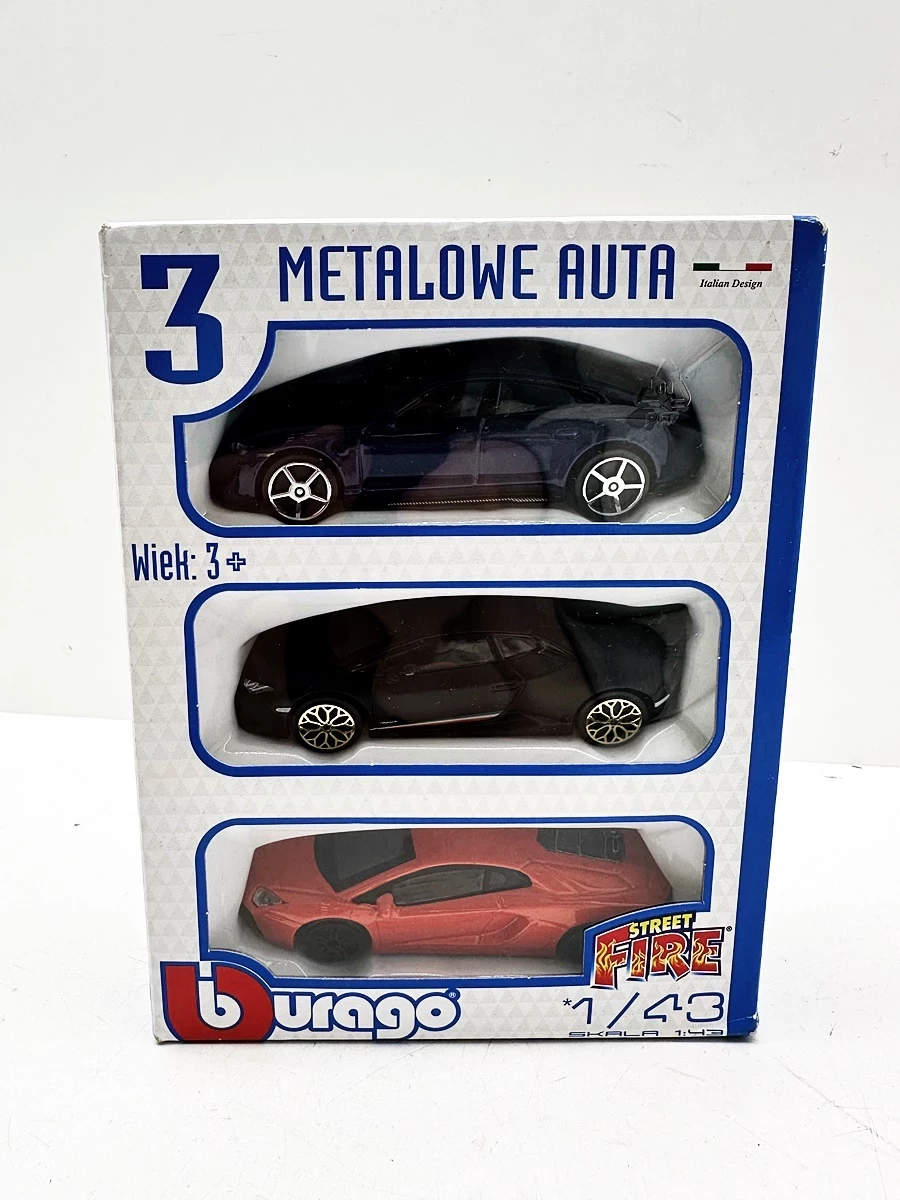 3
METALOWE AUTA
Italian Design
Wiek: 3+
STREET
FIRE®
burago®
*1/43
SKALA 1:43